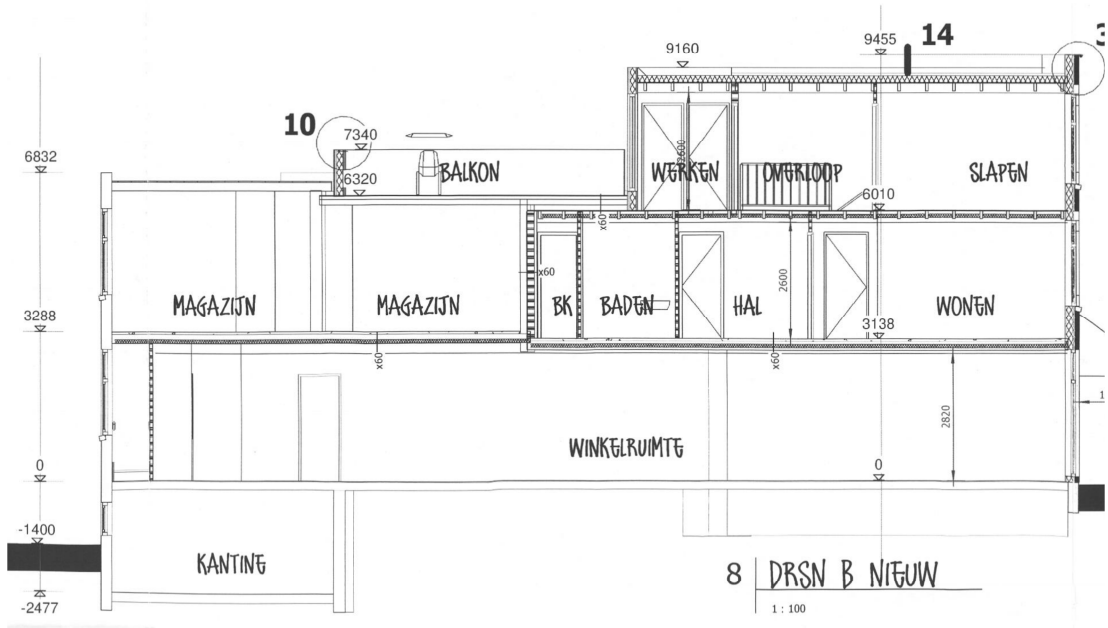 14
3
9455
9160
10
7340
6832
BALKON
WERKEN
2600
OVERLOOP
SLAPEN
6320
6010
x60
x60
MAGAZIJN
MAGAZIJN
BK
BADEN
HAL
2600
WONEN
3288
3138
x60
x60
2820
1
WINKELRUIMTE
0
0
-1400
KANTINE
-2477
8 DRSN B NIEUW
1 : 100